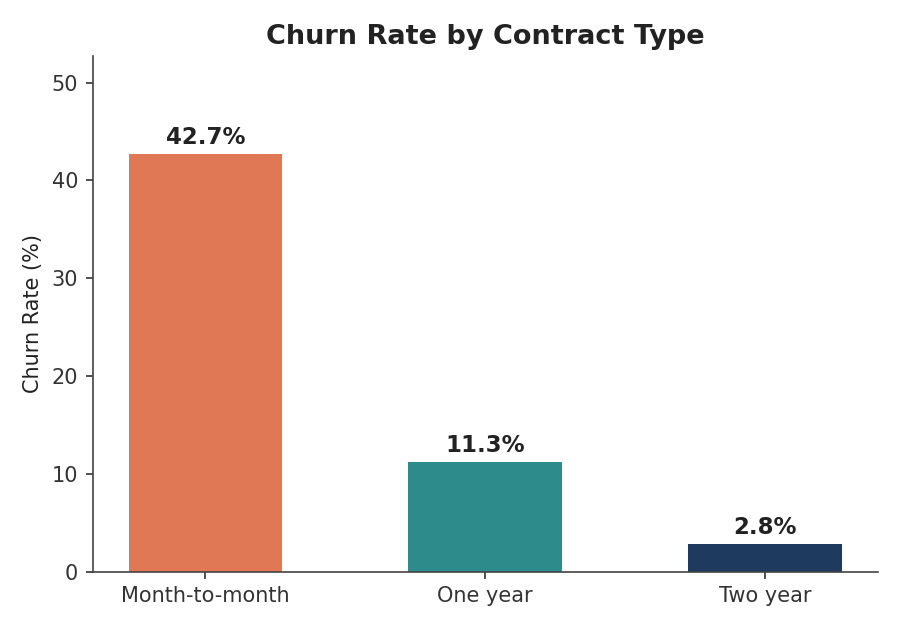 Churn Rate by Contract Type
Churn Rate (%)
50
40
30
20
10
0
42.7%
11.3%
2.8%
Month-to-month
One year
Two year